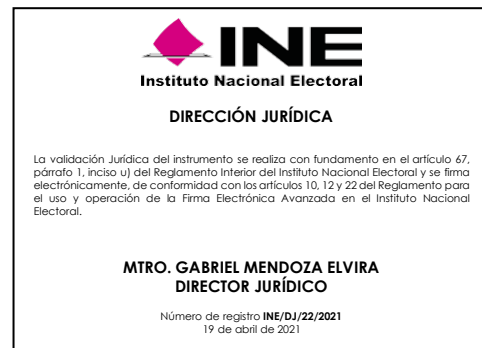 INE
Instituto Nacional Electoral
DIRECCIÓN JURÍDICA
La validación Jurídica del instrumento se realiza con fundamento en el artículo 67,
párrafo 1, inciso u) del Reglamento Interior del Instituto Nacional Electoral y se firma
electrónicamente, de conformidad con los artículos 10, 12 y 22 del Reglamento para
el uso y operación de la Firma Electrónica Avanzada en el Instituto Nacional
Electoral.
MTRO. GABRIEL MENDOZA ELVIRA
DIRECTOR JURÍDICO
Número de registro INE/DJ/22/2021
19 de abril de 2021